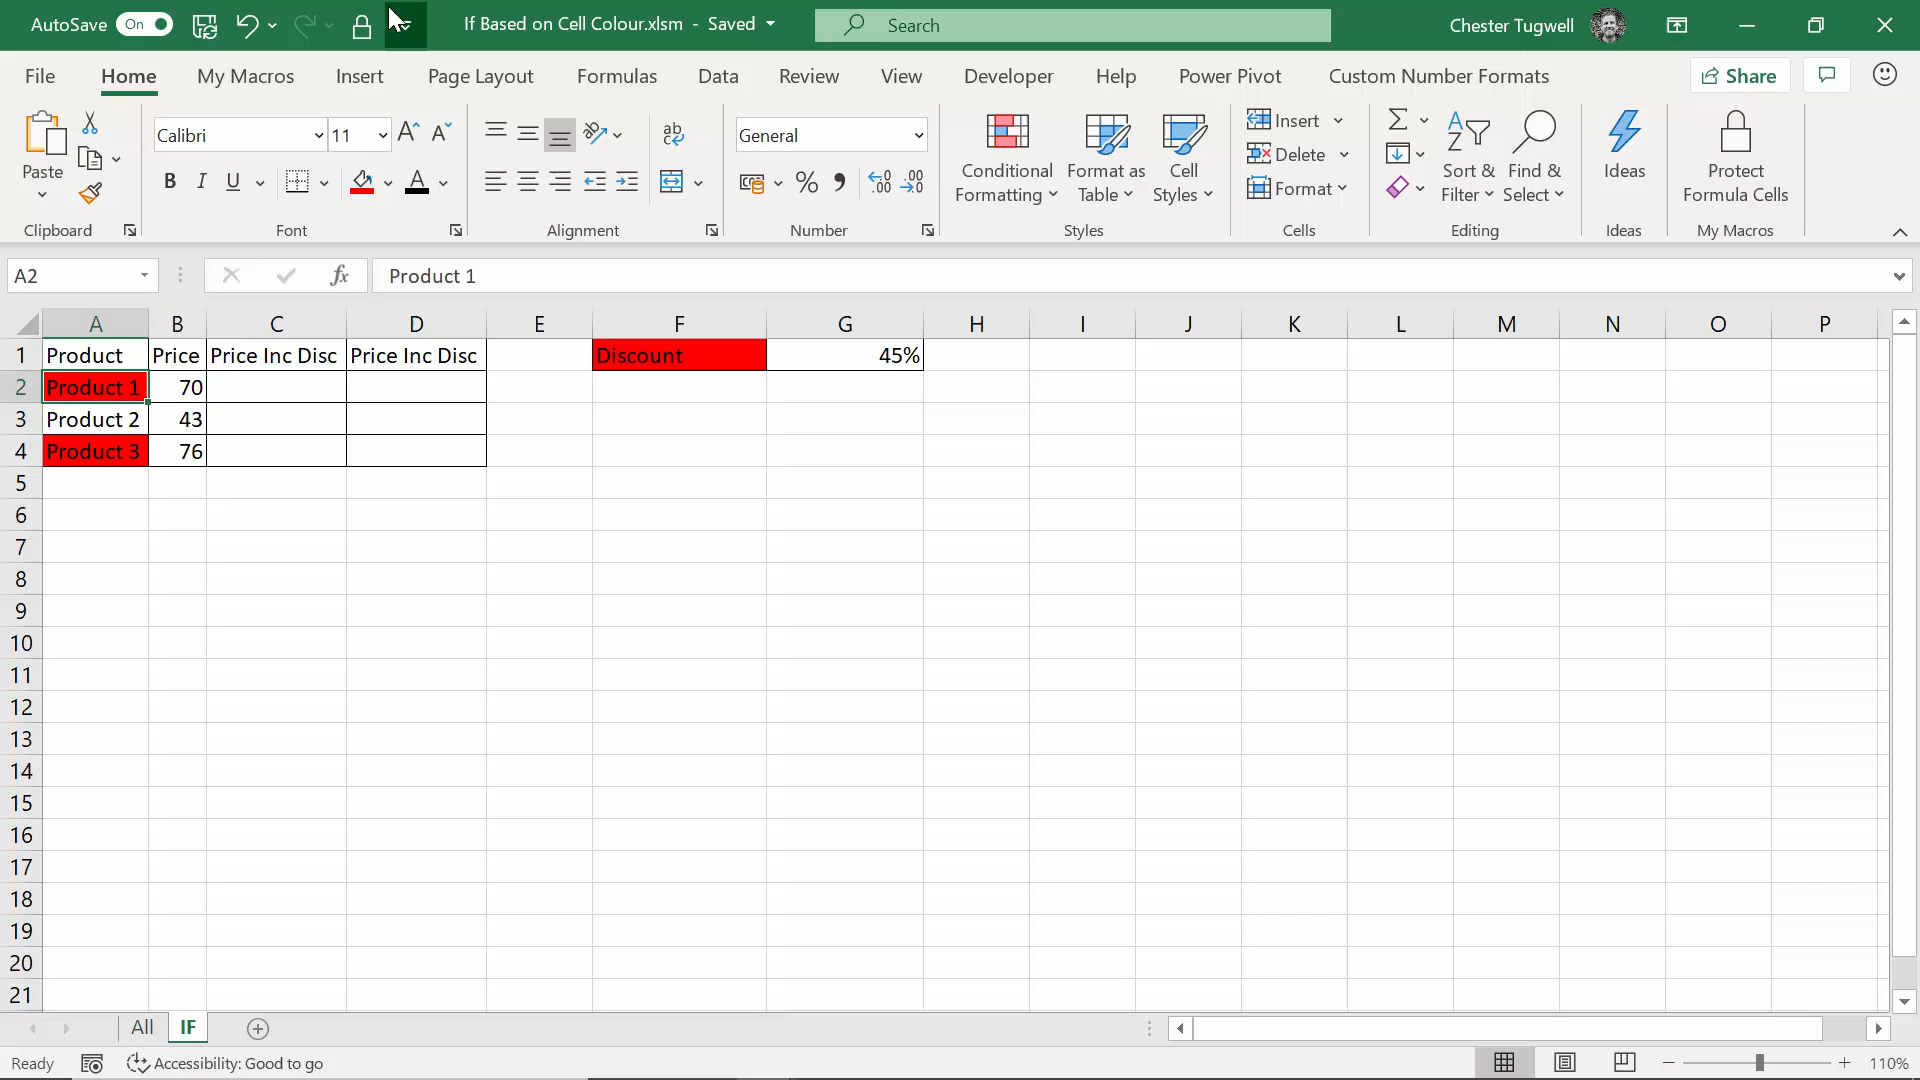 AutoSave On If Based on Cell Colour.xlsm - Saved Search Chester Tugwell
File Home My Macros Insert Page Layout Formulas Data Review View Developer Help Power Pivot Custom Number Formats Share
Paste
Calibri 11
B I U A
ab
General
Conditional Formatting
Format as Table
Cell Styles
Insert
Delete
Format
Sort & Filter
Find & Select
Ideas
Protect Formula Cells
Clipboard Font Alignment Number Styles Cells Editing Ideas My Macros
A2 fx Product 1
A B C D E F G H I J K L M N O P
1 Product Price Price Inc Disc Price Inc Disc Discount 45%
2 Product 1 70
3 Product 2 43
4 Product 3 76
5
6
7
8
9
10
11
12
13
14
15
16
17
18
19
20
21
All IF
Ready Accessibility: Good to go 110%